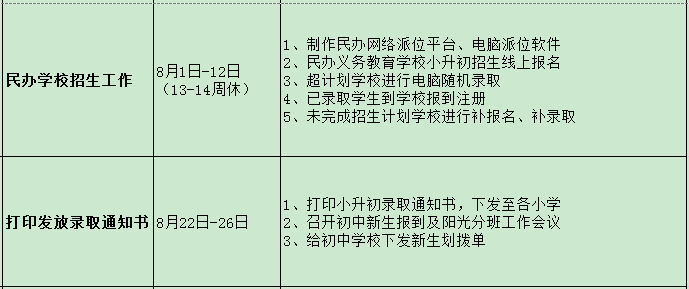 民办学校招生工作
8月1日-12日
（13-14周休）
1、制作民办网络派位平台、电脑派位软件
2、民办义务教育学校小升初招生线上报名
3、超计划学校进行电脑随机录取
4、已录取学生到学校报到注册
5、未完成招生计划学校进行补报名、补录取
打印发放录取通知书
8月22日-26日
1、打印小升初录取通知书，下发至各小学
2、召开初中新生报到及阳光分班工作会议
3、给初中学校下发新生划拨单